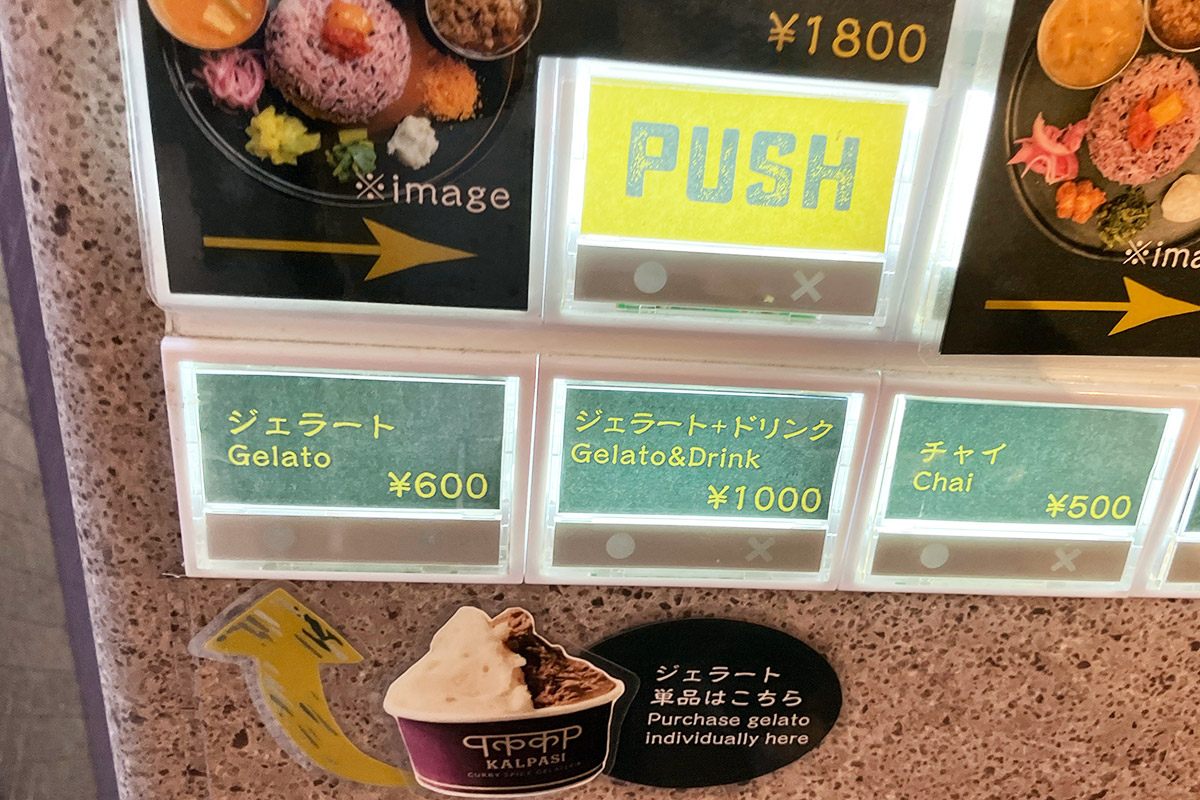 ¥1800
PUSH
※image
※ima
ジェラート
Gelato
¥600
ジェラート+ドリンク
Gelato&Drink
¥1000
チャイ
Chai
¥500
ジェラート
単品はこちら
Purchase gelato
individually here
KALPASI